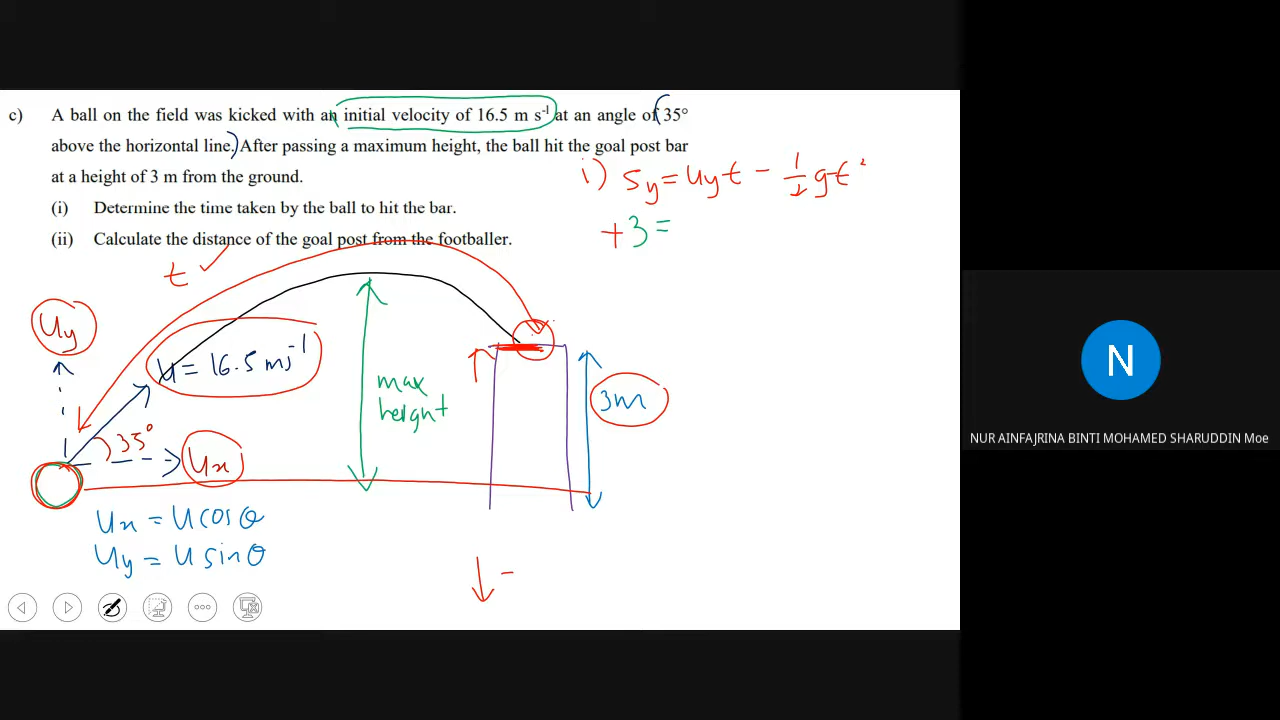 c) A ball on the field was kicked with an initial velocity of 16.5 m s⁻¹ at an angle of 35°
above the horizontal line. After passing a maximum height, the ball hit the goal post bar
at a height of 3 m from the ground.
(i) Determine the time taken by the ball to hit the bar.
(ii) Calculate the distance of the goal post from the footballer.
i) Sy = Uyt - 1/2 gt²
+3 =
t
Uy
U = 16.5 ms⁻¹
max
height
3m
35°
Ux
Ux = U cos θ
Uy = U sin θ
-
N
NUR AINFAJRINA BINTI MOHAMED SHARUDDIN Moe